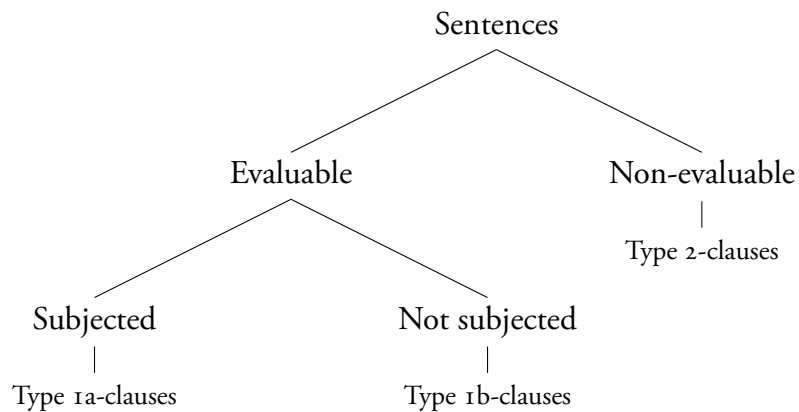 Sentences
Evaluable
Non-evaluable
Type 2-clauses
Subjected
Not subjected
Type 1a-clauses
Type 1b-clauses